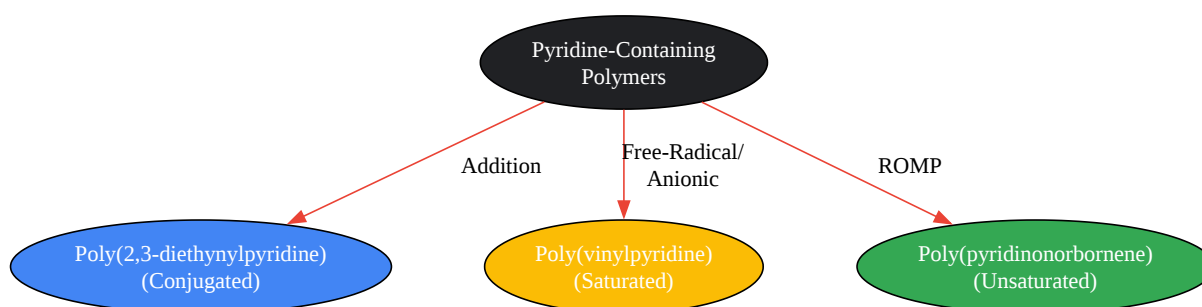 Pyridine-Containing
Polymers
Addition
Free-Radical/
Anionic
ROMP
Poly(2,3-diethynylpyridine)
(Conjugated)
Poly(vinylpyridine)
(Saturated)
Poly(pyridinonorbornene)
(Unsaturated)